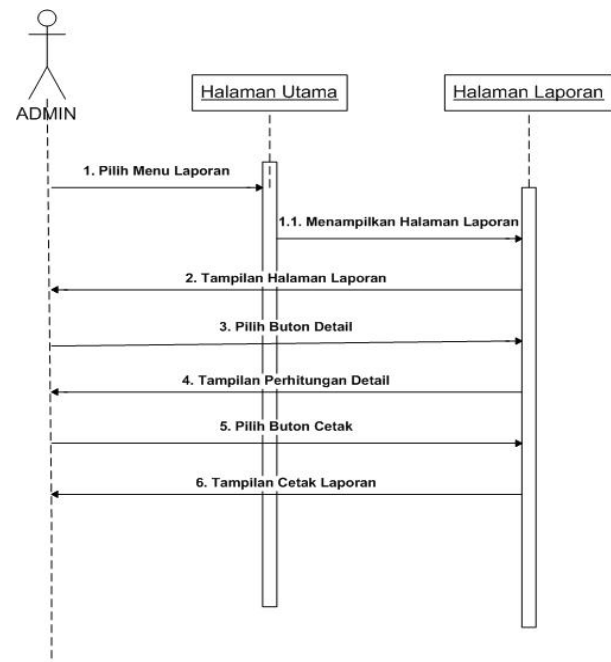 ADMIN
Halaman Utama
Halaman Laporan
1. Pilih Menu Laporan
1.1. Menampilkan Halaman Laporan
2. Tampilan Halaman Laporan
3. Pilih Buton Detail
4. Tampilan Perhitungan Detail
5. Pilih Buton Cetak
6. Tampilan Cetak Laporan